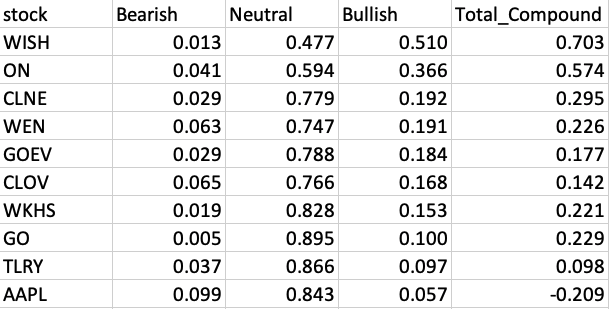 stock Bearish Neutral Bullish Total_Compound
WISH 0.013 0.477 0.510 0.703
ON 0.041 0.594 0.366 0.574
CLNE 0.029 0.779 0.192 0.295
WEN 0.063 0.747 0.191 0.226
GOEV 0.029 0.788 0.184 0.177
CLOV 0.065 0.766 0.168 0.142
WKHS 0.019 0.828 0.153 0.221
GO 0.005 0.895 0.100 0.229
TLRY 0.037 0.866 0.097 0.098
AAPL 0.099 0.843 0.057 -0.209